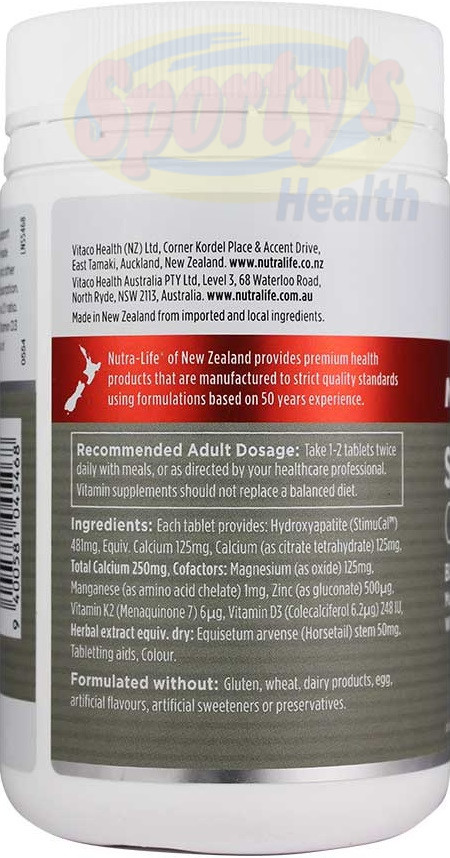 Sporty's
Health
Vitaco Health (NZ) Ltd, Corner Kordel Place & Accent Drive,
East Tamaki, Auckland, New Zealand. www.nutralife.co.nz
Vitaco Health Australia PTY Ltd, Level 3, 68 Waterloo Road,
North Ryde, NSW 2113, Australia. www.nutralife.com.au
Made in New Zealand from imported and local ingredients.
Nutra-Life® of New Zealand provides premium health
products that are manufactured to strict quality standards
using formulations based on 50 years experience.
Recommended Adult Dosage: Take 1-2 tablets twice
daily with meals, or as directed by your healthcare professional.
Vitamin supplements should not replace a balanced diet.
Ingredients: Each tablet provides: Hydroxyapatite (StimuCal™)
481mg, Equiv. Calcium 125mg, Calcium (as citrate tetrahydrate) 125mg,
Total Calcium 250mg, Cofactors: Magnesium (as oxide) 125mg,
Manganese (as amino acid chelate) 1mg, Zinc (as gluconate) 500µg,
Vitamin K2 (Menaquinone 7) 6µg, Vitamin D3 (Colecalciferol 6.2µg) 248 IU,
Herbal extract equiv. dry: Equisetum arvense (Horsetail) stem 50mg.
Tabletting aids, Colour.
Formulated without: Gluten, wheat, dairy products, egg,
artificial flavours, artificial sweeteners or preservatives.
LN55468
0554
9 400581 045468